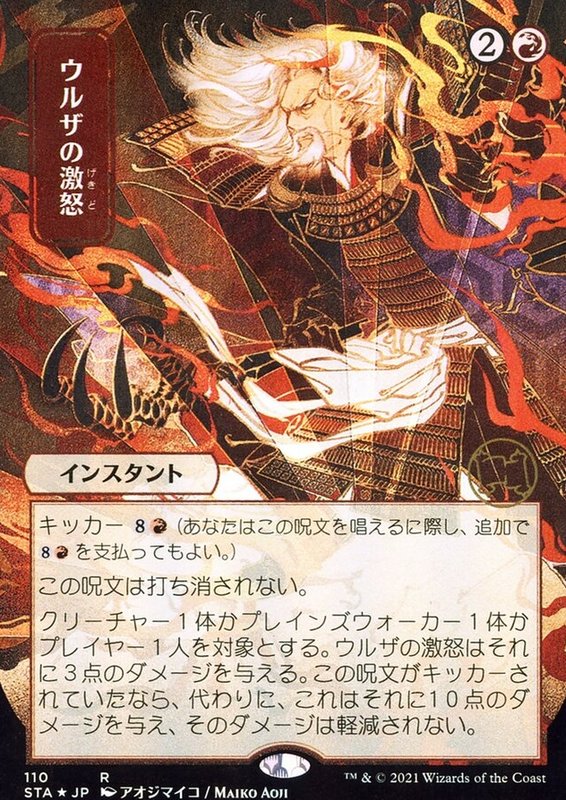 2
ウルザの激怒
げきど
インスタント
キッカー 8 (あなたはこの呪文を唱えるに際し、追加で
8 を支払ってもよい。)
この呪文は打ち消されない。
クリーチャー1体かプレインズウォーカー1体か
プレイヤー1人を対象とする。ウルザの激怒はそれ
に3点のダメージを与える。この呪文がキッカーさ
れていたなら、代わりに、これはそれに10点のダ
メージを与え、そのダメージは軽減されない。
110 R
STA ★ JP アオジマイコ / MAIKO AOJI
™ & © 2021 Wizards of the Coast